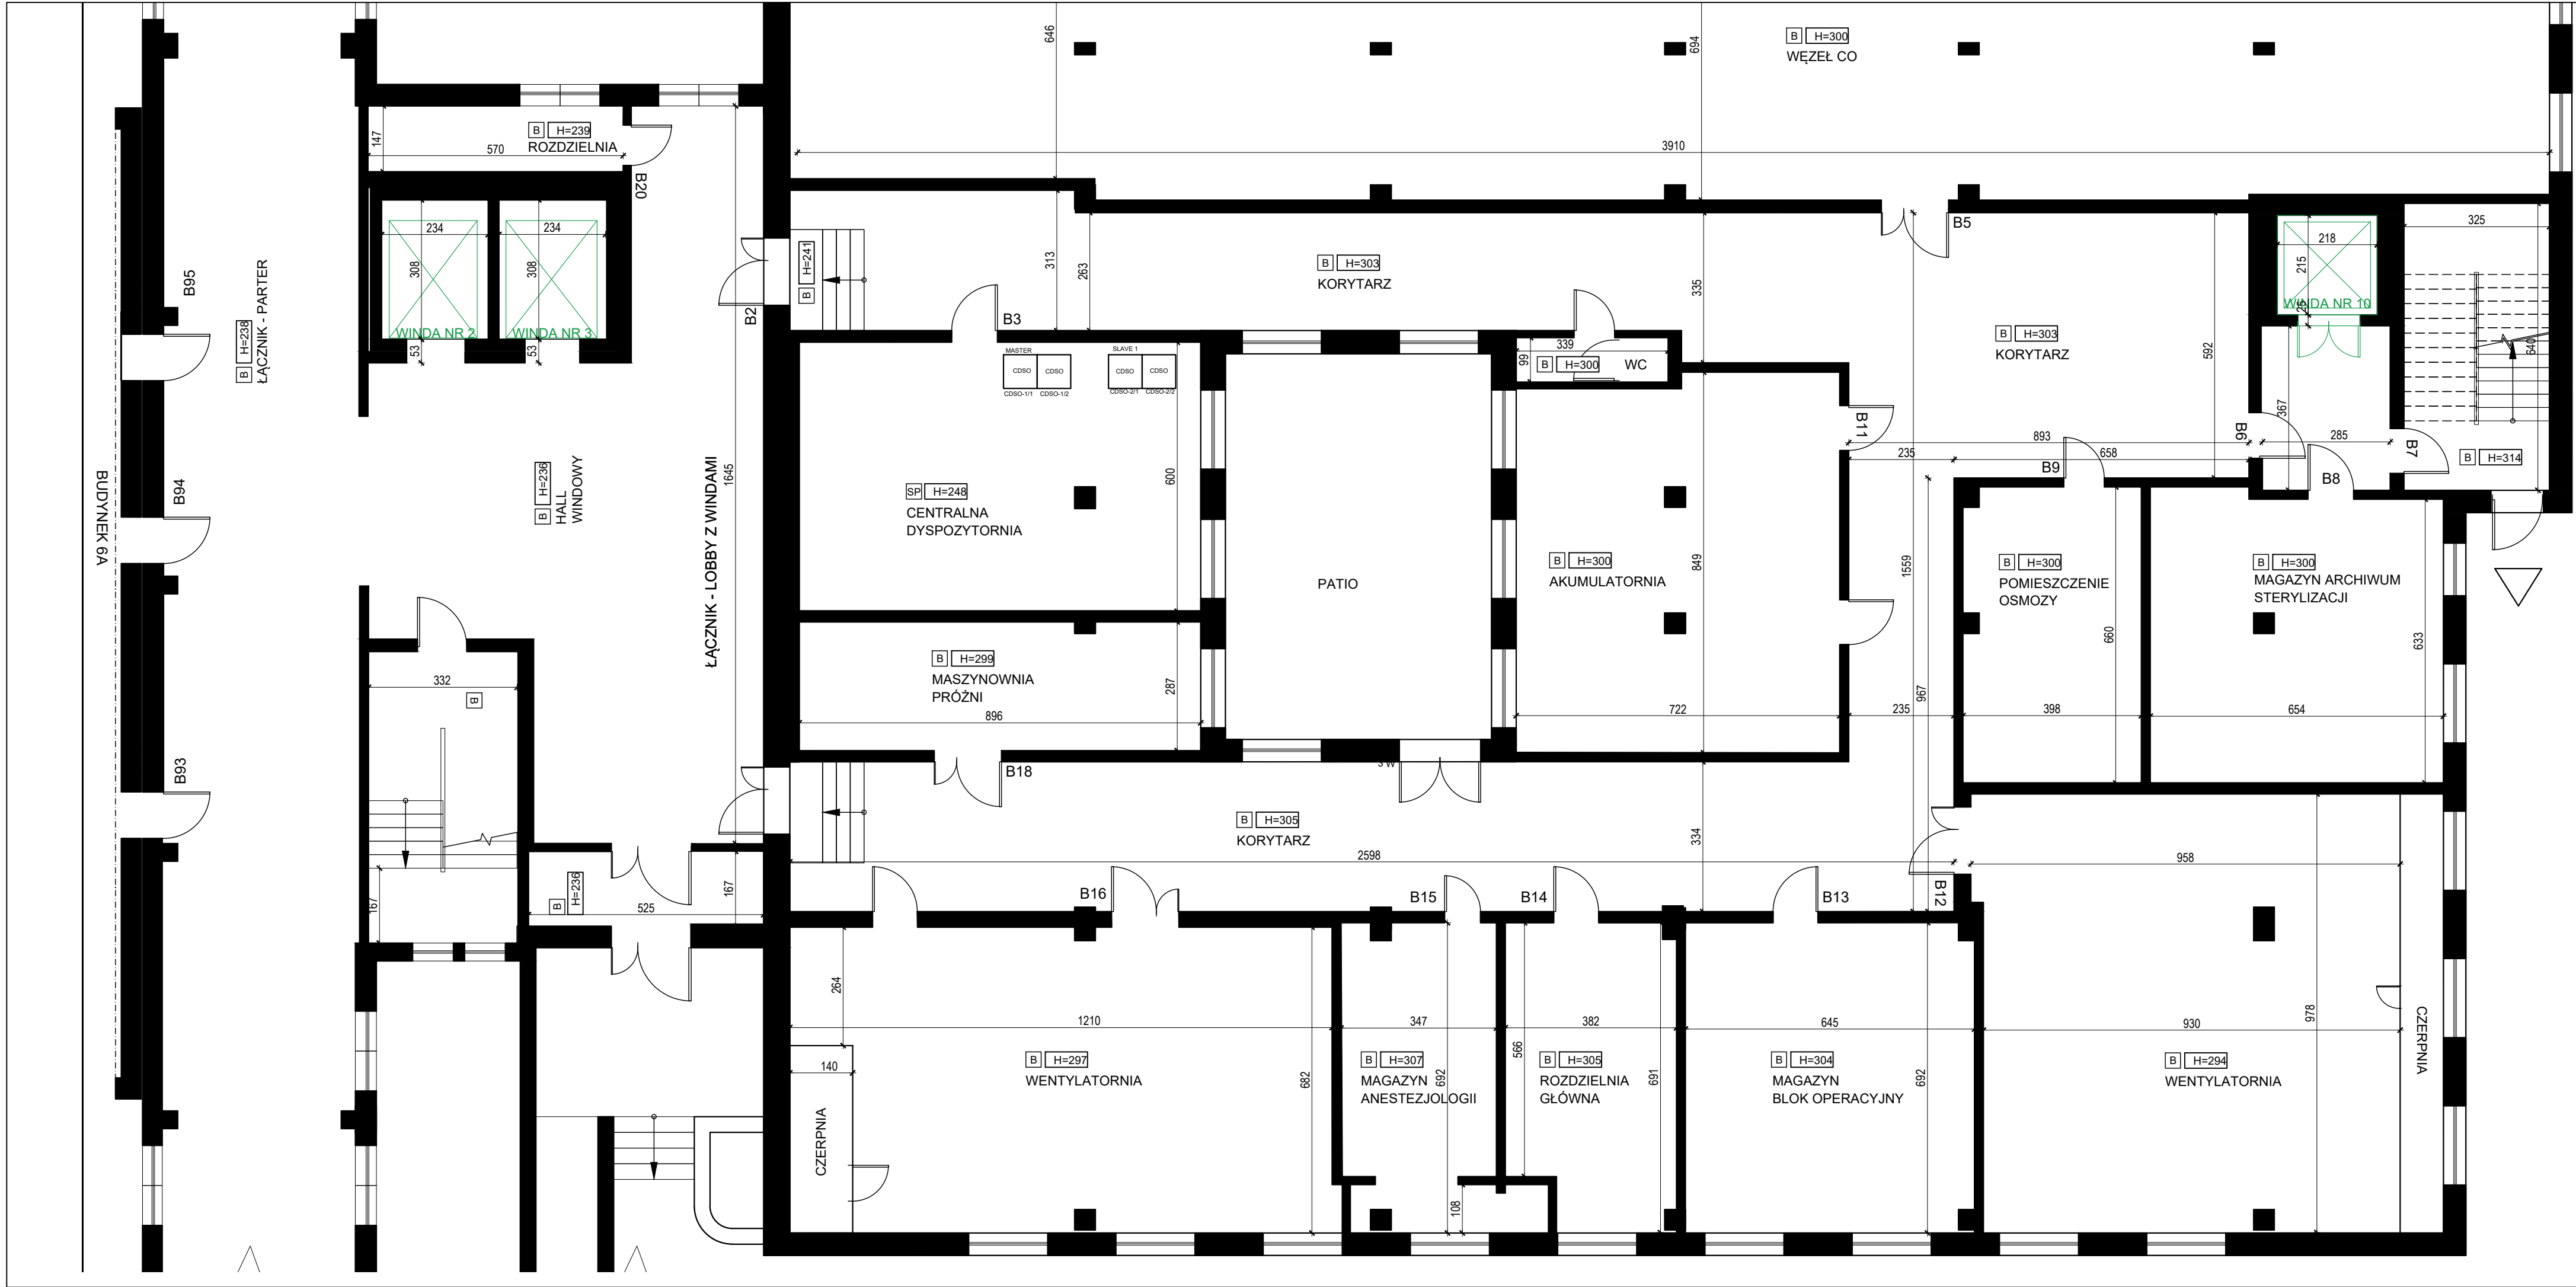 646
694
B H=300
WĘZEŁ CO
3910
B H=239
ROZDZIELNIA
147
570
B20
234
234
308
308
WINDA NR 2
WINDA NR 3
53
53
B95
B H=238
ŁĄCZNIK - PARTER
B94
B93
BUDYNEK 6A
B H=236
HALL
WINDOWY
ŁĄCZNIK - LOBBY Z WINDAMI
1645
B2
B H=241
313
263
B3
B H=303
KORYTARZ
335
B5
B H=303
KORYTARZ
592
218
215
WINDA NR 10
25
325
640
367
285
B6
B7
B8
B H=314
339
99
B H=300
WC
MASTER
CDSO
CDSO
CDSO-1/1
CDSO-1/2
SLAVE 1
CDSO
CDSO
CDSO-2/1
CDSO-2/2
600
SP H=248
CENTRALNA
DYSPOZYTORNIA
PATIO
B H=300
AKUMULATORNIA
849
722
B11
893
235
658
B9
1559
967
235
B H=300
POMIESZCZENIE
OSMOZY
660
398
B H=300
MAGAZYN ARCHIWUM
STERYLIZACJI
633
654
B H=299
MASZYNOWNIA
PRÓŻNI
287
896
B18
3 W
332
B
167
B H=236
525
167
B H=305
KORYTARZ
2598
334
B16
B15
B14
B13
B12
958
264
1210
140
CZERPNIA
B H=297
WENTYLATORNIA
682
347
B H=307
MAGAZYN
ANESTEZJOLOGII
692
108
382
566
B H=305
ROZDZIELNIA
GŁÓWNA
691
645
B H=304
MAGAZYN
BLOK OPERACYJNY
692
930
B H=294
WENTYLATORNIA
978
CZERPNIA